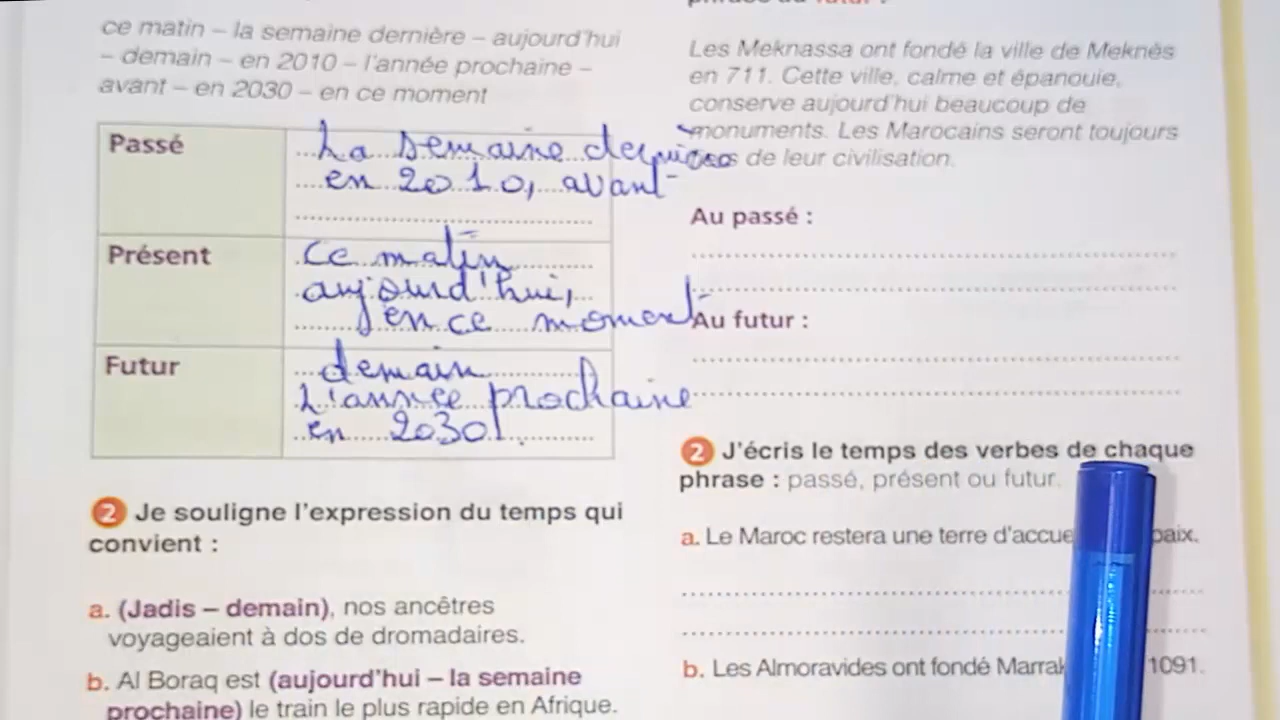 ce matin – la semaine dernière – aujourd'hui
– demain – en 2010 – l'année prochaine –
avant – en 2030 – en ce moment
Passé
La semaine dernière
en 2010, avant
Présent
Ce matin
aujourd'hui,
en ce moment
Futur
demain
L'année prochaine
en 2030.
2 Je souligne l'expression du temps qui
convient :
a. (Jadis – demain), nos ancêtres
voyageaient à dos de dromadaires.
b. Al Boraq est (aujourd'hui – la semaine
prochaine) le train le plus rapide en Afrique.
Les Meknassa ont fondé la ville de Meknès
en 711. Cette ville, calme et épanouie,
conserve aujourd'hui beaucoup de
monuments. Les Marocains seront toujours
de leur civilisation.
Au passé :
Au futur :
2 J'écris le temps des verbes de chaque
phrase : passé, présent ou futur.
a. Le Maroc restera une terre paix.
b. Les Almoravides ont fondé 1091.